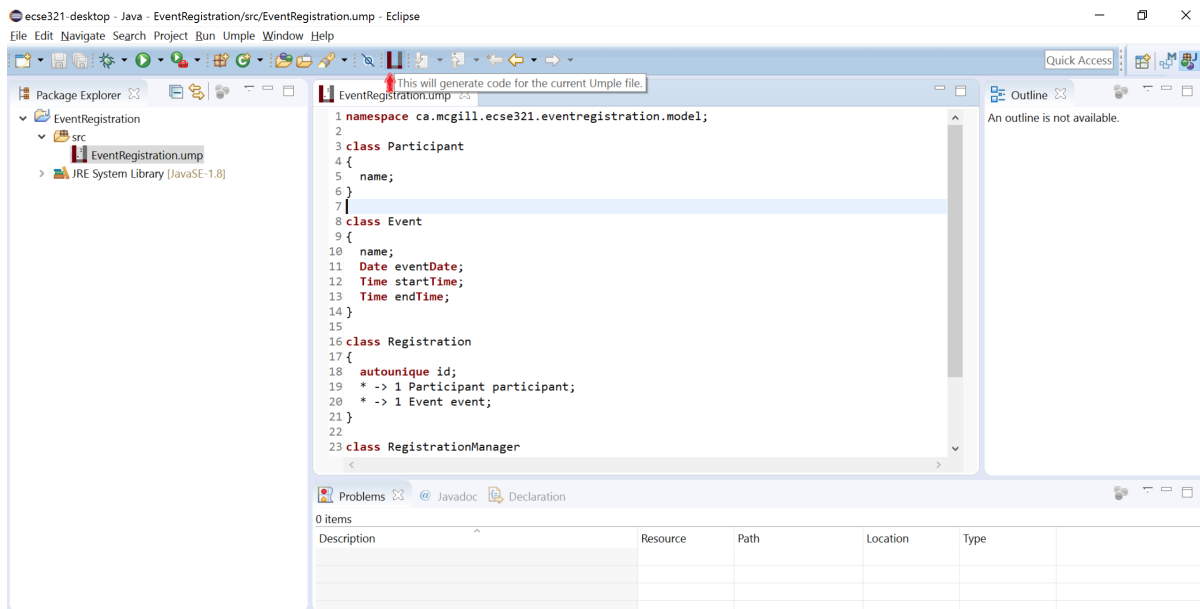 ecse321-desktop - Java - EventRegistration/src/EventRegistration.ump - Eclipse
File Edit Navigate Search Project Run Umple Window Help
Quick Access
This will generate code for the current Umple file.
Package Explorer
EventRegistration
src
EventRegistration.ump
JRE System Library [JavaSE-1.8]
EventRegistration.ump
1 namespace ca.mcgill.ecse321.eventregistration.model;
2
3 class Participant
4 {
5   name;
6 }
7
8 class Event
9 {
10   name;
11   Date eventDate;
12   Time startTime;
13   Time endTime;
14 }
15
16 class Registration
17 {
18   autounique id;
19   * -> 1 Participant participant;
20   * -> 1 Event event;
21 }
22
23 class RegistrationManager
Outline
An outline is not available.
Problems @ Javadoc Declaration
0 items
Description Resource Path Location Type